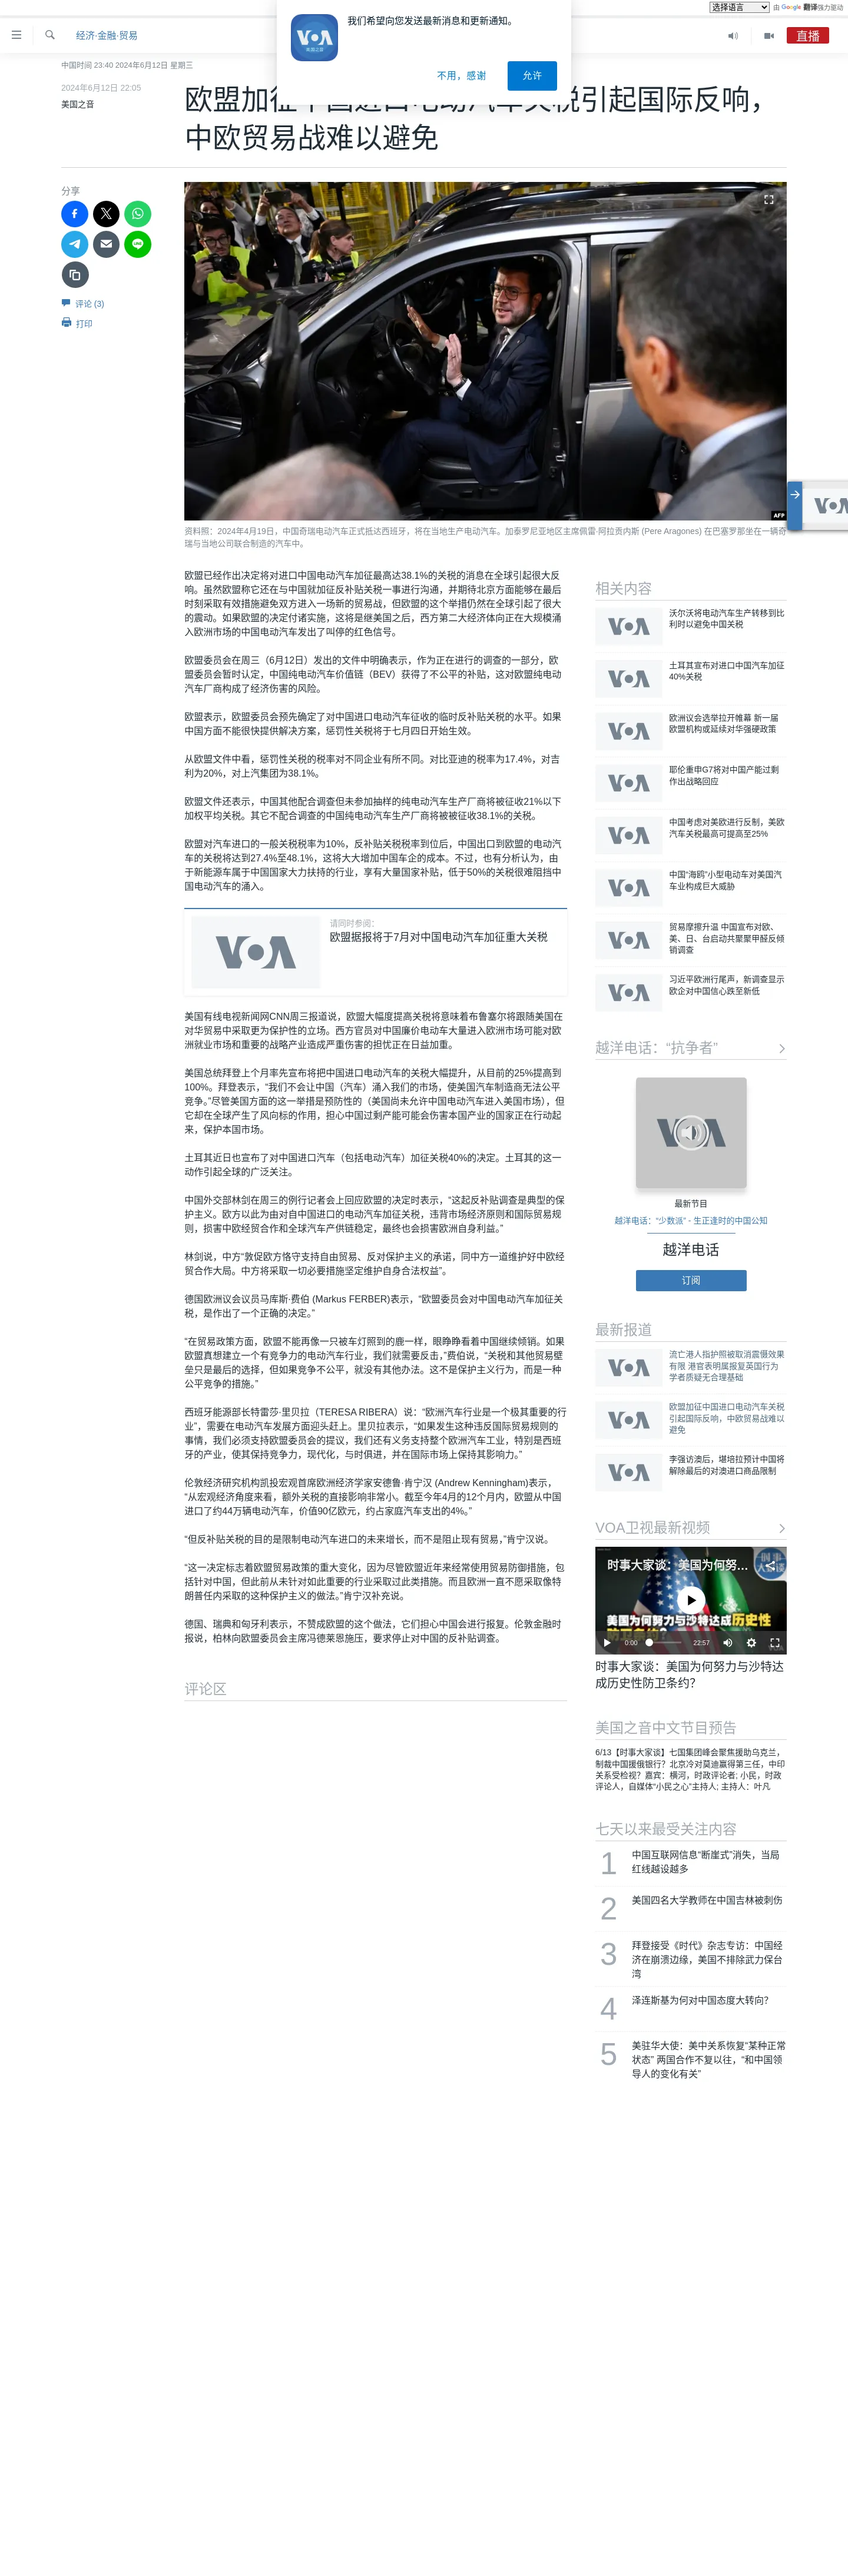 选择语言
由 Google 翻译强力驱动
我们希望向您发送最新消息和更新通知。
VOA
美国之音
不用，感谢
允许
经济·金融·贸易
直播
中国时间 23:40 2024年6月12日 星期三
2024年6月12日 22:05
美国之音
中欧贸易战难以避免
分享
评论 (3)
打印
AFP
资料照：2024年4月19日，中国奇瑞电动汽车正式抵达西班牙，将在当地生产电动汽车。加泰罗尼亚地区主席佩雷·阿拉贡内斯 (Pere Aragones) 在巴塞罗那坐在一辆奇
瑞与当地公司联合制造的汽车中。
欧盟已经作出决定将对进口中国电动汽车加征最高达38.1%的关税的消息在全球引起很大反
响。虽然欧盟称它还在与中国就加征反补贴关税一事进行沟通，并期待北京方面能够在最后
时刻采取有效措施避免双方进入一场新的贸易战，但欧盟的这个举措仍然在全球引起了很大
的震动。如果欧盟的决定付诸实施，这将是继美国之后，西方第二大经济体向正在大规模涌
入欧洲市场的中国电动汽车发出了叫停的红色信号。
欧盟委员会在周三（6月12日）发出的文件中明确表示，作为正在进行的调查的一部分，欧
盟委员会暂时认定，中国纯电动汽车价值链（BEV）获得了不公平的补贴，这对欧盟纯电动
汽车厂商构成了经济伤害的风险。
欧盟表示，欧盟委员会预先确定了对中国进口电动汽车征收的临时反补贴关税的水平。如果
中国方面不能很快提供解决方案，惩罚性关税将于七月四日开始生效。
从欧盟文件中看，惩罚性关税的税率对不同企业有所不同。对比亚迪的税率为17.4%，对吉
利为20%，对上汽集团为38.1%。
欧盟文件还表示，中国其他配合调查但未参加抽样的纯电动汽车生产厂商将被征收21%以下
加权平均关税。其它不配合调查的中国纯电动汽车生产厂商将被被征收38.1%的关税。
欧盟对汽车进口的一般关税税率为10%，反补贴关税税率到位后，中国出口到欧盟的电动汽
车的关税将达到27.4%至48.1%，这将大大增加中国车企的成本。不过，也有分析认为，由
于新能源车属于中国国家大力扶持的行业，享有大量国家补贴，低于50%的关税很难阻挡中
国电动汽车的涌入。
VOA
请同时参阅：
欧盟据报将于7月对中国电动汽车加征重大关税
美国有线电视新闻网CNN周三报道说，欧盟大幅度提高关税将意味着布鲁塞尔将跟随美国在
对华贸易中采取更为保护性的立场。西方官员对中国廉价电动车大量进入欧洲市场可能对欧
洲就业市场和重要的战略产业造成严重伤害的担忧正在日益加重。
美国总统拜登上个月率先宣布将把中国进口电动汽车的关税大幅提升，从目前的25%提高到
100%。拜登表示，“我们不会让中国（汽车）涌入我们的市场，使美国汽车制造商无法公平
竞争。”尽管美国方面的这一举措是预防性的（美国尚未允许中国电动汽车进入美国市场），但
它却在全球产生了风向标的作用，担心中国过剩产能可能会伤害本国产业的国家正在行动起
来，保护本国市场。
土耳其近日也宣布了对中国进口汽车（包括电动汽车）加征关税40%的决定。土耳其的这一
动作引起全球的广泛关注。
中国外交部林剑在周三的例行记者会上回应欧盟的决定时表示，“这起反补贴调查是典型的保
护主义。欧方以此为由对自中国进口的电动汽车加征关税，违背市场经济原则和国际贸易规
则，损害中欧经贸合作和全球汽车产供链稳定，最终也会损害欧洲自身利益。”
林剑说，中方“敦促欧方恪守支持自由贸易、反对保护主义的承诺，同中方一道维护好中欧经
贸合作大局。中方将采取一切必要措施坚定维护自身合法权益”。
德国欧洲议会会议员马库斯·费伯 (Markus FERBER)表示，“欧盟委员会对中国电动汽车加征关
税，是作出了一个正确的决定。”
“在贸易政策方面，欧盟不能再像一只被车灯照到的鹿一样，眼睁睁看着中国继续倾销。如果
欧盟真想建立一个有竞争力的电动汽车行业，我们就需要反击，”费伯说，“关税和其他贸易壁
垒只是最后的选择，但如果竞争不公平，就没有其他办法。这不是保护主义行为，而是一种
公平竞争的措施。”
西班牙能源部长特雷莎·里贝拉（TERESA RIBERA）说：“欧洲汽车行业是一个极其重要的行
业”，需要在电动汽车发展方面迎头赶上。里贝拉表示，“如果发生这种违反国际贸易规则的
事情，我们必须支持欧盟委员会的提议，我们还有义务支持整个欧洲汽车工业，特别是西班
牙的产业，使其保持竞争力，现代化，与时俱进，并在国际市场上保持其影响力。”
伦敦经济研究机构凯投宏观首席欧洲经济学家安德鲁·肯宁汉 (Andrew Kenningham)表示，
“从宏观经济角度来看，额外关税的直接影响非常小。截至今年4月的12个月内，欧盟从中国
进口了约44万辆电动汽车，价值90亿欧元，约占家庭汽车支出的4%。”
“但反补贴关税的目的是限制电动汽车进口的未来增长，而不是阻止现有贸易，”肯宁汉说。
“这一决定标志着欧盟贸易政策的重大变化，因为尽管欧盟近年来经常使用贸易防御措施，包
括针对中国，但此前从未针对如此重要的行业采取过此类措施。而且欧洲一直不愿采取像特
朗普任内采取的这种保护主义的做法。”肯宁汉补充说。
德国、瑞典和匈牙利表示，不赞成欧盟的这个做法，它们担心中国会进行报复。伦敦金融时
报说，柏林向欧盟委员会主席冯德莱恩施压，要求停止对中国的反补贴调查。
评论区
相关内容
沃尔沃将电动汽车生产转移到比
利时以避免中国关税
土耳其宣布对进口中国汽车加征
40%关税
欧洲议会选举拉开帷幕 新一届
欧盟机构或延续对华强硬政策
耶伦重申G7将对中国产能过剩
作出战略回应
中国考虑对美欧进行反制，美欧
汽车关税最高可提高至25%
中国“海鸥”小型电动车对美国汽
车业构成巨大威胁
贸易摩擦升温 中国宣布对欧、
美、日、台启动共聚聚甲醛反倾
销调查
习近平欧洲行尾声，新调查显示
欧企对中国信心跌至新低
越洋电话：“抗争者”
最新节目
越洋电话：“少数派” - 生正逢时的中国公知
越洋电话
订阅
最新报道
流亡港人指护照被取消震慑效果
有限 港官表明属报复英国行为
学者质疑无合理基础
欧盟加征中国进口电动汽车关税
引起国际反响，中欧贸易战难以
避免
李强访澳后，堪培拉预计中国将
解除最后的对澳进口商品限制
VOA卫视最新视频
时事大家谈：美国为何努...
美国为何努力与沙特达成历史性
防卫条约?
0:00
22:57
时事大家谈：美国为何努力与沙特达
成历史性防卫条约？
美国之音中文节目预告
6/13【时事大家谈】七国集团峰会聚焦援助乌克兰，
制裁中国援俄银行？北京冷对莫迪赢得第三任，中印
关系受检视？嘉宾：横河，时政评论者; 小民，时政
评论人，自媒体“小民之心”主持人; 主持人：叶凡
七天以来最受关注内容
1
中国互联网信息“断崖式”消失，当局
红线越设越多
2
美国四名大学教师在中国吉林被刺伤
3
拜登接受《时代》杂志专访：中国经
济在崩溃边缘，美国不排除武力保台
湾
4
泽连斯基为何对中国态度大转向？
5
美驻华大使：美中关系恢复“某种正常
状态” 两国合作不复以往，“和中国领
导人的变化有关”